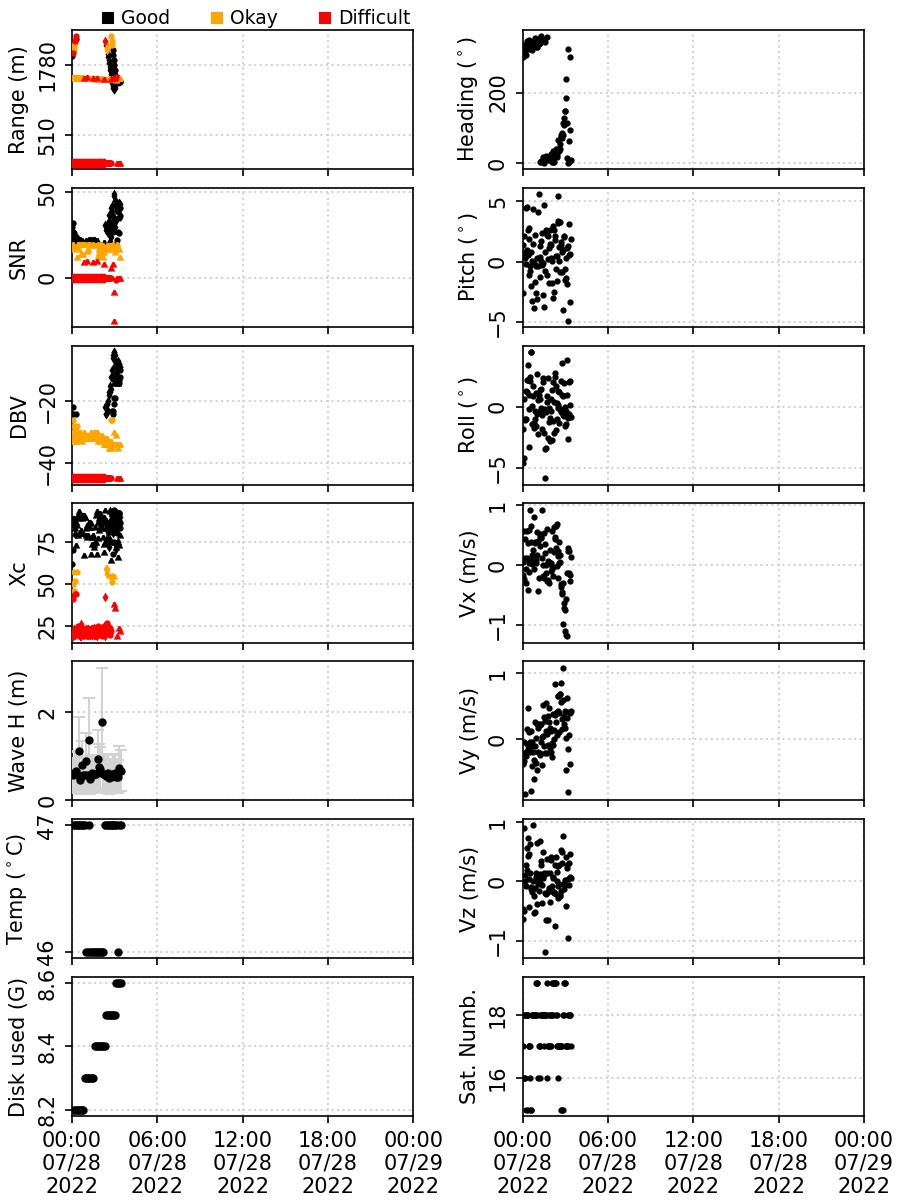 Good Okay Difficult
Range (m)
1780
510
Heading (°)
200
0
SNR
50
0
Pitch (°)
5
0
−5
DBV
−20
−40
Roll (°)
0
−5
Xc
75
50
25
Vx (m/s)
1
0
−1
Wave H (m)
2
0
Vy (m/s)
1
0
Temp (°C)
47
46
Vz (m/s)
1
0
−1
Disk used (G)
8.6
8.4
8.2
Sat. Numb.
18
16
00:00 06:00 12:00 18:00 00:00
07/28 07/28 07/28 07/28 07/29
2022 2022 2022 2022 2022
00:00 06:00 12:00 18:00 00:00
07/28 07/28 07/28 07/28 07/29
2022 2022 2022 2022 2022